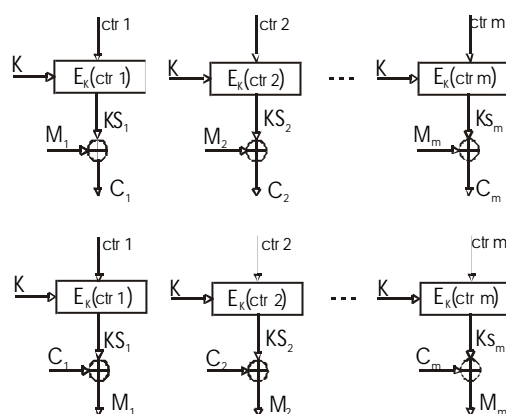 ctr 1 ctr 2 ctr m
K E_K(ctr 1) K E_K(ctr 2) K E_K(ctr m)
KS_1 KS_2 Ks_m
M_1 M_2 M_m
C_1 C_2 C_m
ctr 1 ctr 2 ctr m
K E_K(ctr 1) K E_K(ctr 2) K E_K(ctr m)
KS_1 KS_2 Ks_m
C_1 C_2 C_m
M_1 M_2 M_m